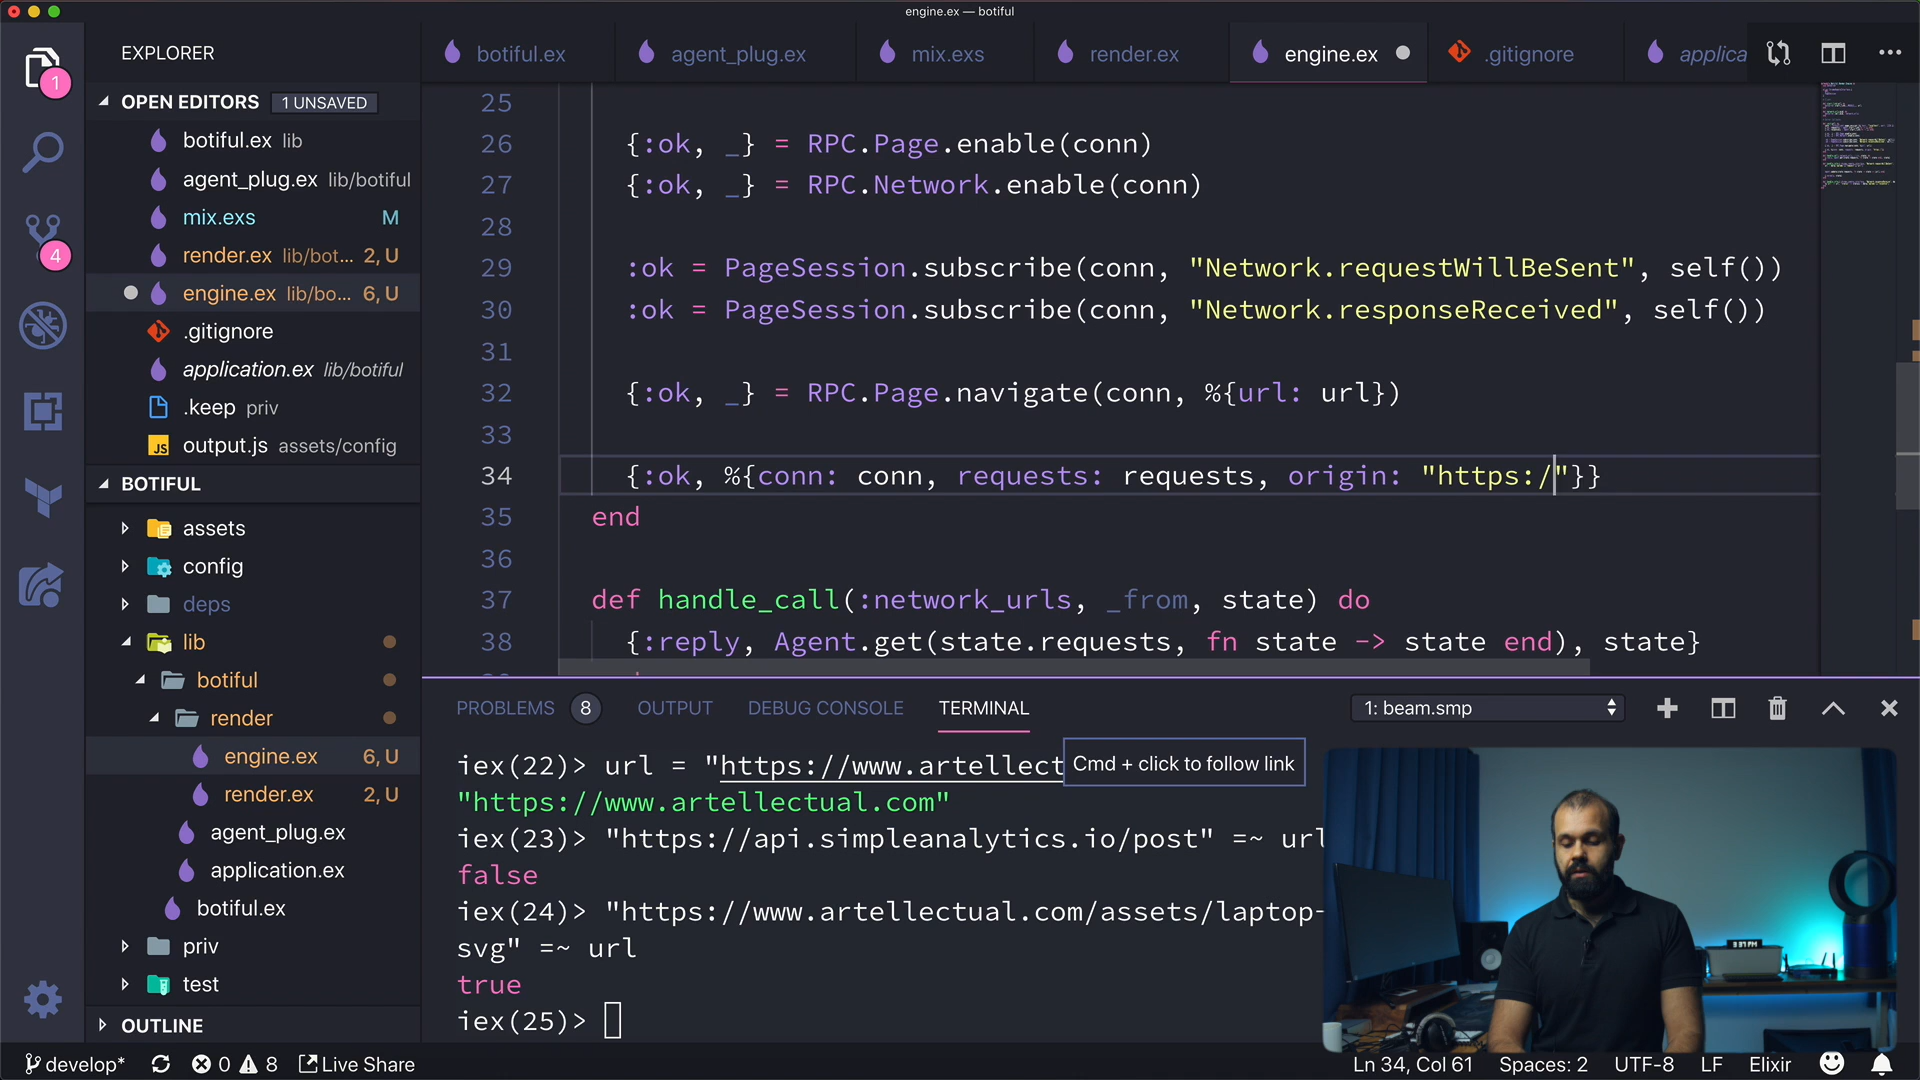 engine.ex — botiful
EXPLORER
botiful.ex
agent_plug.ex
mix.exs
render.ex
engine.ex
.gitignore
applica
1
OPEN EDITORS 1 UNSAVED
botiful.ex lib
agent_plug.ex lib/botiful
mix.exs M
render.ex lib/bot... 2, U
engine.ex lib/bo... 6, U
.gitignore
application.ex lib/botiful
.keep priv
JS output.js assets/config
4
BOTIFUL
assets
config
deps
lib
botiful
render
engine.ex 6, U
render.ex 2, U
agent_plug.ex
application.ex
botiful.ex
priv
test
OUTLINE
25
26 {:ok, _} = RPC.Page.enable(conn)
27 {:ok, _} = RPC.Network.enable(conn)
28
29 :ok = PageSession.subscribe(conn, "Network.requestWillBeSent", self())
30 :ok = PageSession.subscribe(conn, "Network.responseReceived", self())
31
32 {:ok, _} = RPC.Page.navigate(conn, %{url: url})
33
34 {:ok, %{conn: conn, requests: requests, origin: "https:/"}}
35 end
36
37 def handle_call(:network_urls, _from, state) do
38 {:reply, Agent.get(state.requests, fn state -> state end), state}
PROBLEMS 8 OUTPUT DEBUG CONSOLE TERMINAL 1: beam.smp
iex(22)> url = "https://www.artellect
Cmd + click to follow link
"https://www.artellectual.com"
iex(23)> "https://api.simpleanalytics.io/post" =~ url
false
iex(24)> "https://www.artellectual.com/assets/laptop-
svg" =~ url
true
iex(25)>
develop* 0 8 Live Share Ln 34, Col 61 Spaces: 2 UTF-8 LF Elixir